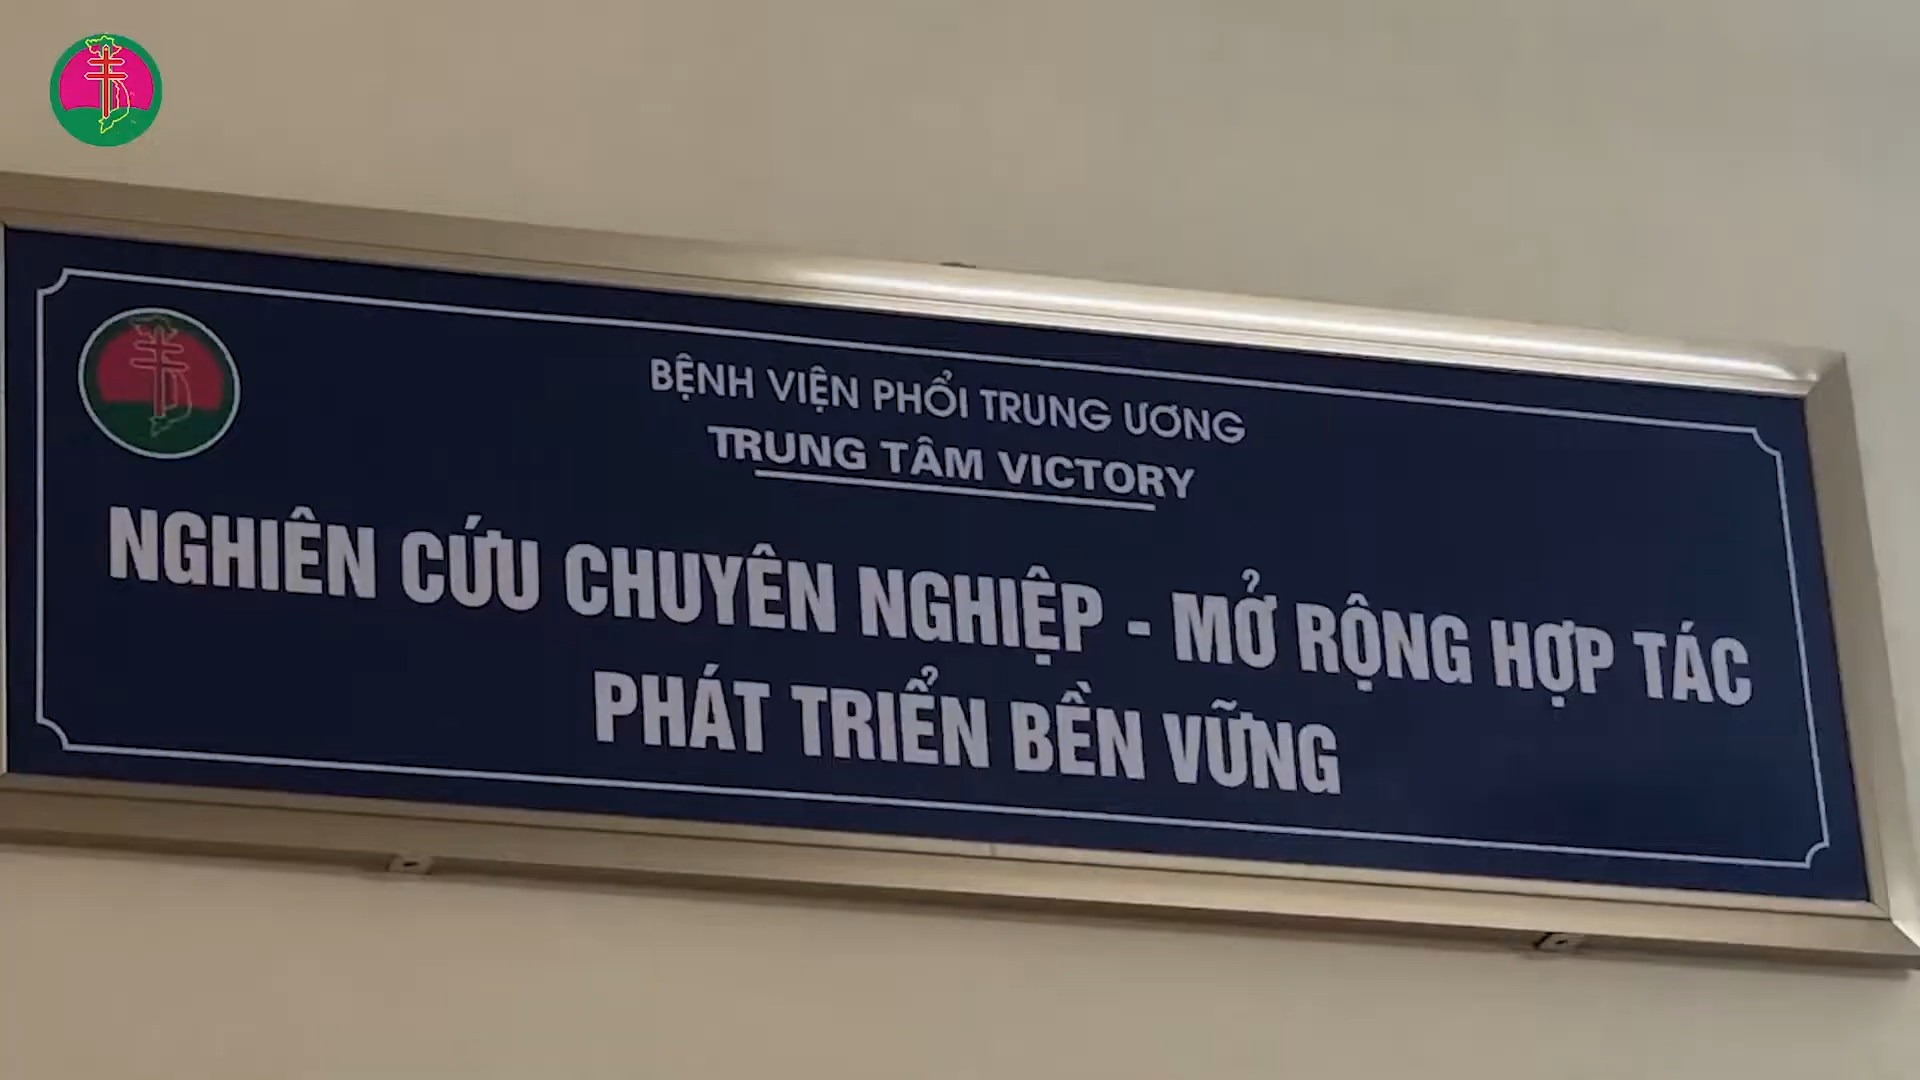 BỆNH VIỆN PHỔI TRUNG ƯƠNG
TRUNG TÂM VICTORY
NGHIÊN CỨU CHUYÊN NGHIỆP - MỞ RỘNG HỢP TÁC
PHÁT TRIỂN BỀN VỮNG